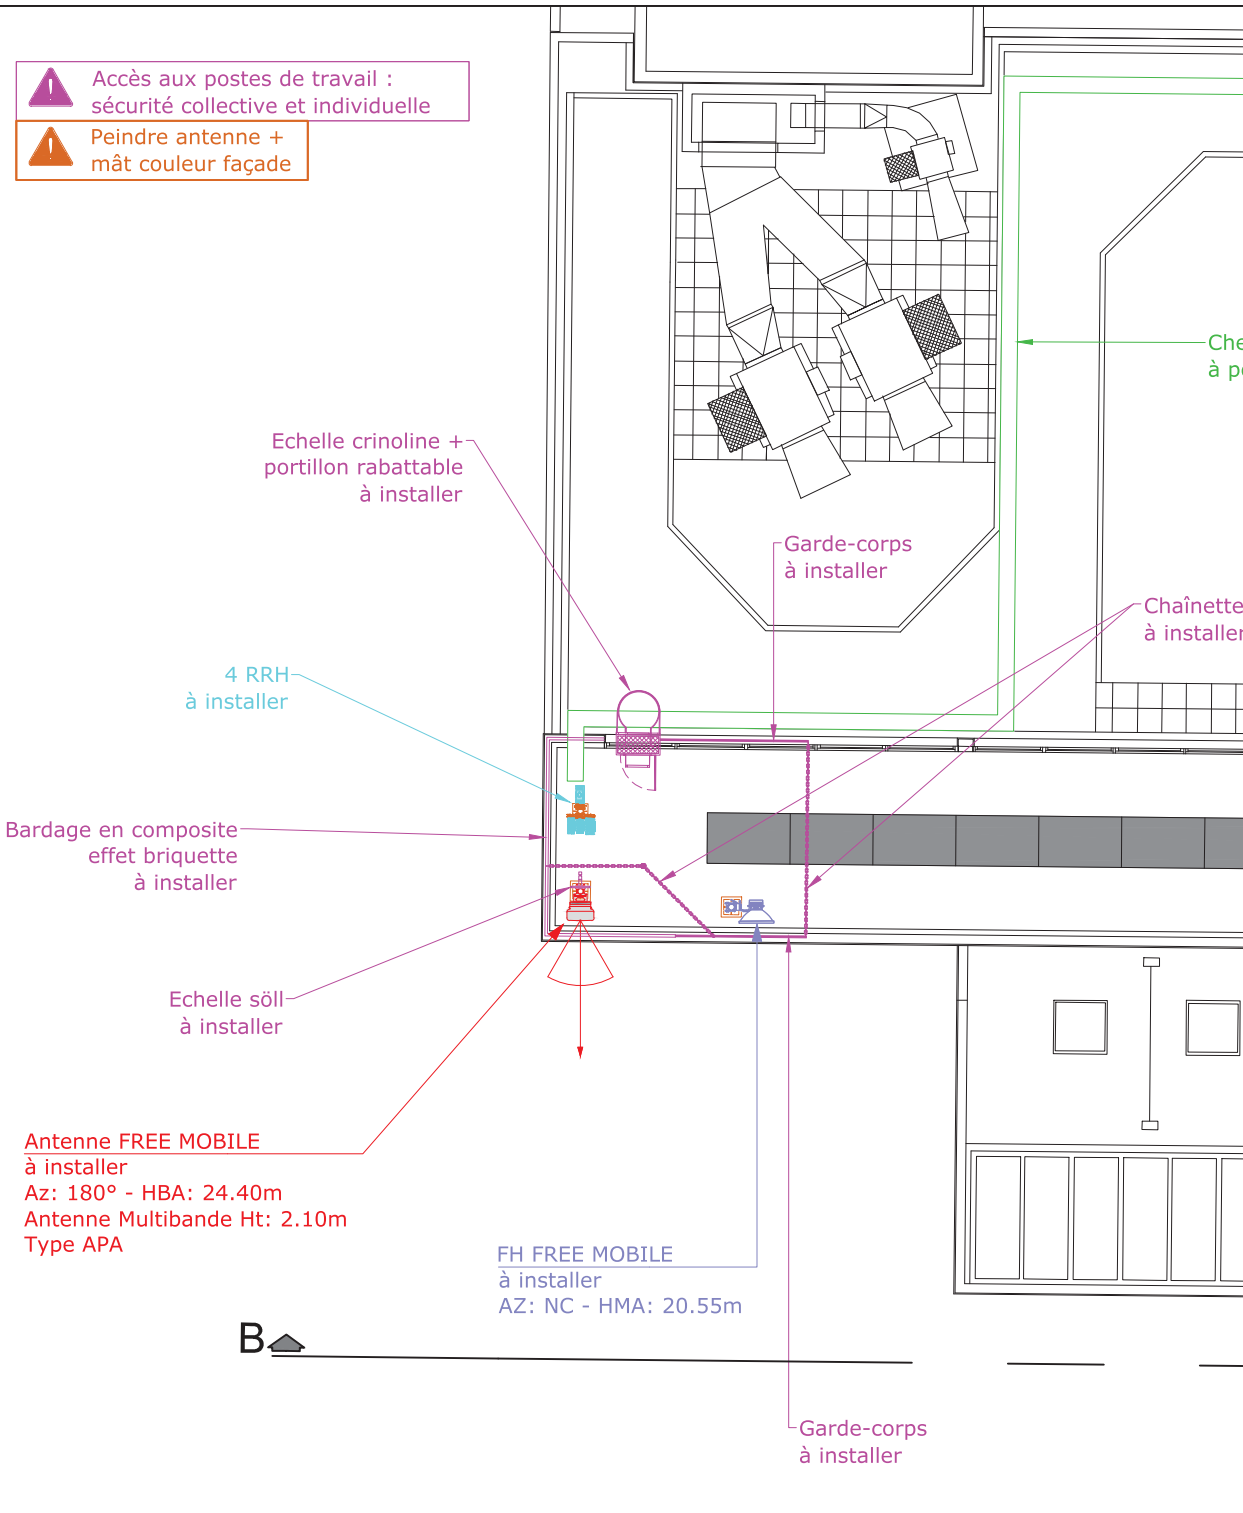 Accès aux postes de travail :
sécurité collective et individuelle
Peindre antenne +
mât couleur façade
Echelle crinoline +
portillon rabattable
à installer
Garde-corps
à installer
Chaînette
à installer
4 RRH
à installer
Bardage en composite
effet briquette
à installer
Echelle söll
à installer
Antenne FREE MOBILE
à installer
Az: 180° - HBA: 24.40m
Antenne Multibande Ht: 2.10m
Type APA
FH FREE MOBILE
à installer
AZ: NC - HMA: 20.55m
B
Garde-corps
à installer